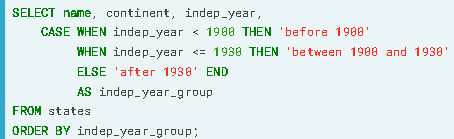 SELECT name, continent, indep_year,
CASE WHEN indep_year < 1900 THEN 'before 1900'
WHEN indep_year <= 1930 THEN 'between 1900 and 1930'
ELSE 'after 1930' END
AS indep_year_group
FROM states
ORDER BY indep_year_group;